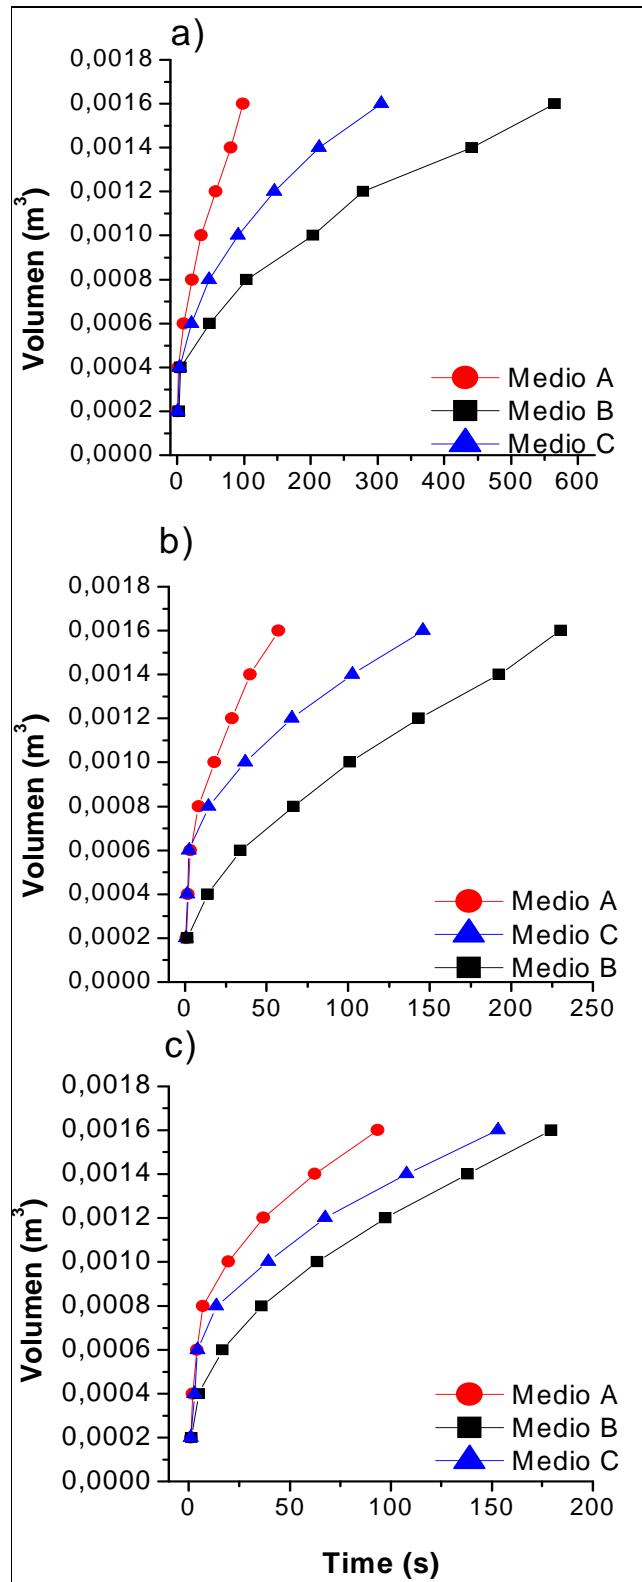 a)
0,0018
0,0016
0,0014
0,0012
0,0010
0,0008
0,0006
0,0004
0,0002
0,0000
Volumen (m³)
Medio A
Medio B
Medio C
0 100 200 300 400 500 600
b)
0,0018
0,0016
0,0014
0,0012
0,0010
0,0008
0,0006
0,0004
0,0002
0,0000
Volumen (m³)
Medio A
Medio C
Medio B
0 50 100 150 200 250
c)
0,0018
0,0016
0,0014
0,0012
0,0010
0,0008
0,0006
0,0004
0,0002
0,0000
Volumen (m³)
Medio A
Medio B
Medio C
0 50 100 150 200
Time (s)